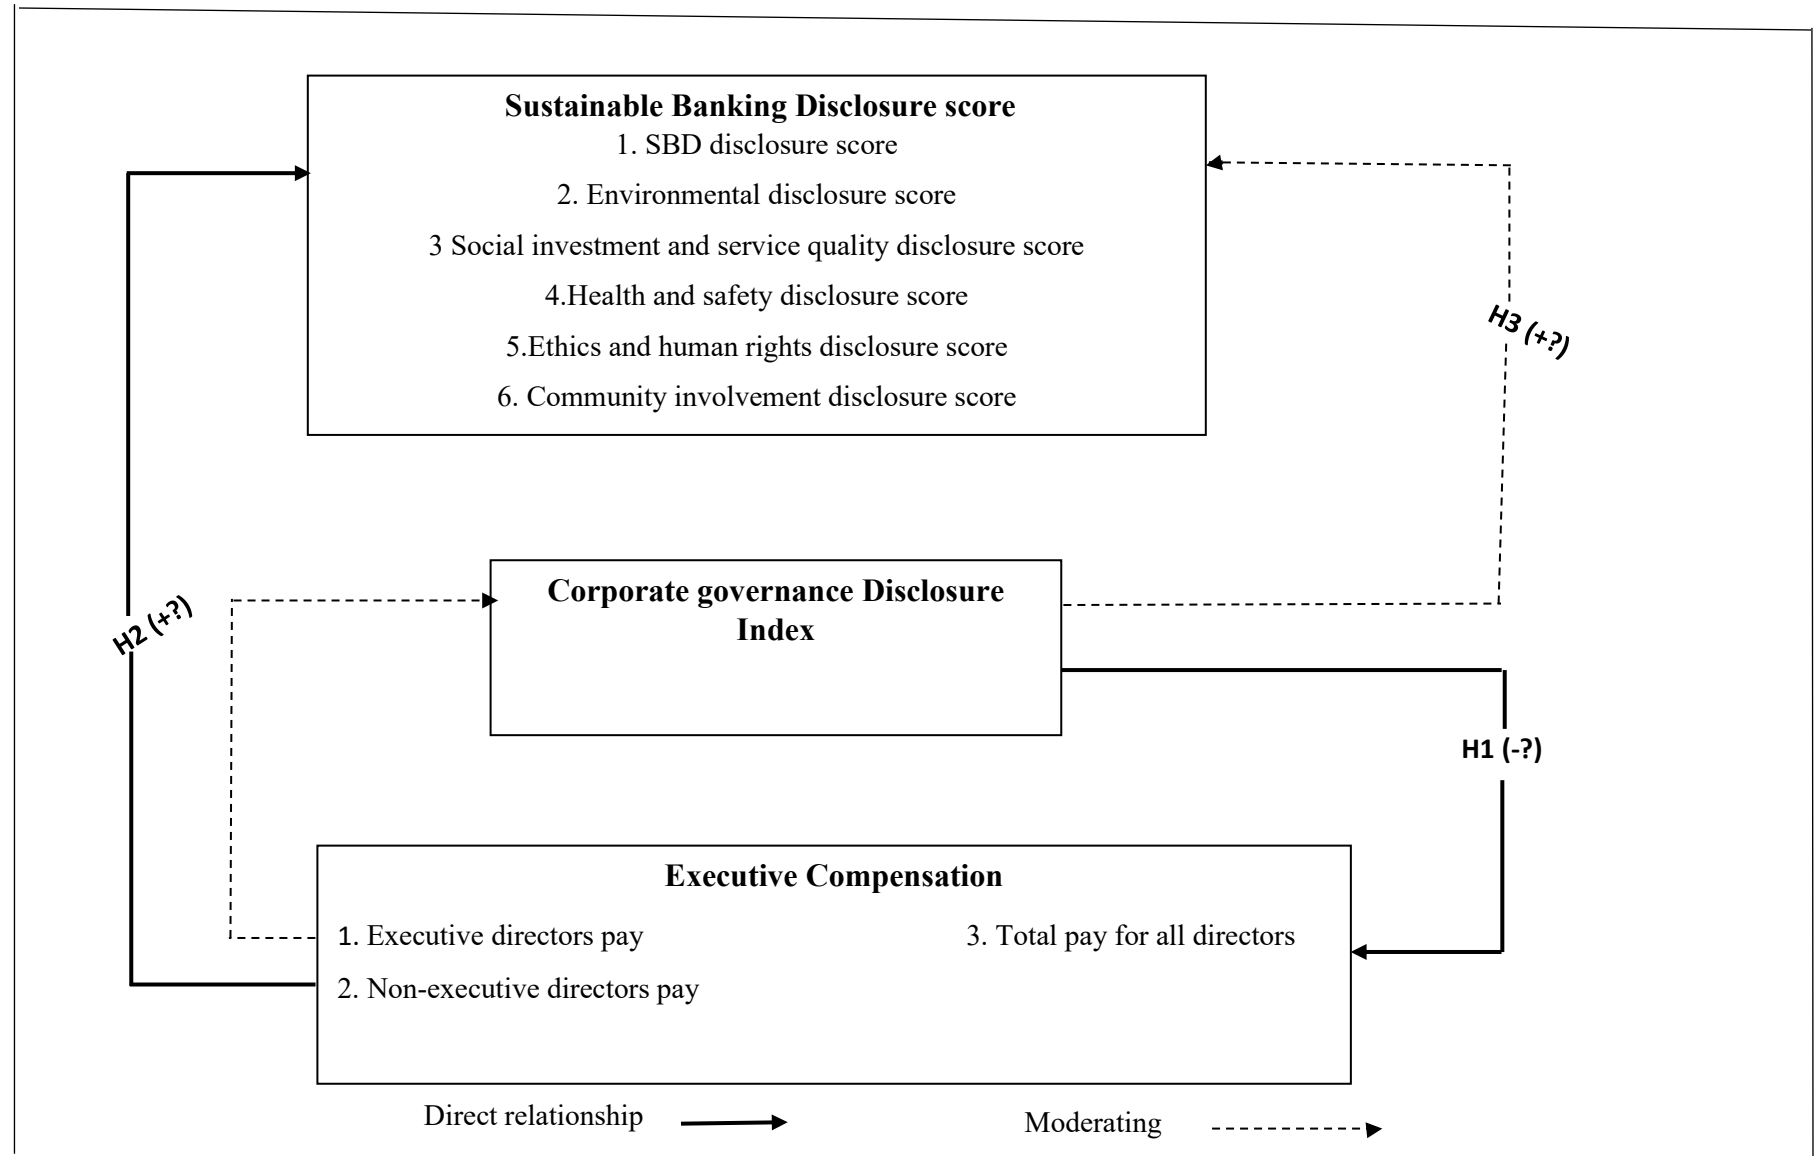 Sustainable Banking Disclosure score
1. SBD disclosure score
2. Environmental disclosure score
3 Social investment and service quality disclosure score
4.Health and safety disclosure score
5.Ethics and human rights disclosure score
6. Community involvement disclosure score
H3 (+?)
Corporate governance Disclosure
Index
H2 (+?)
H1 (-?)
Executive Compensation
1. Executive directors pay
3. Total pay for all directors
2. Non-executive directors pay
Direct relationship
Moderating